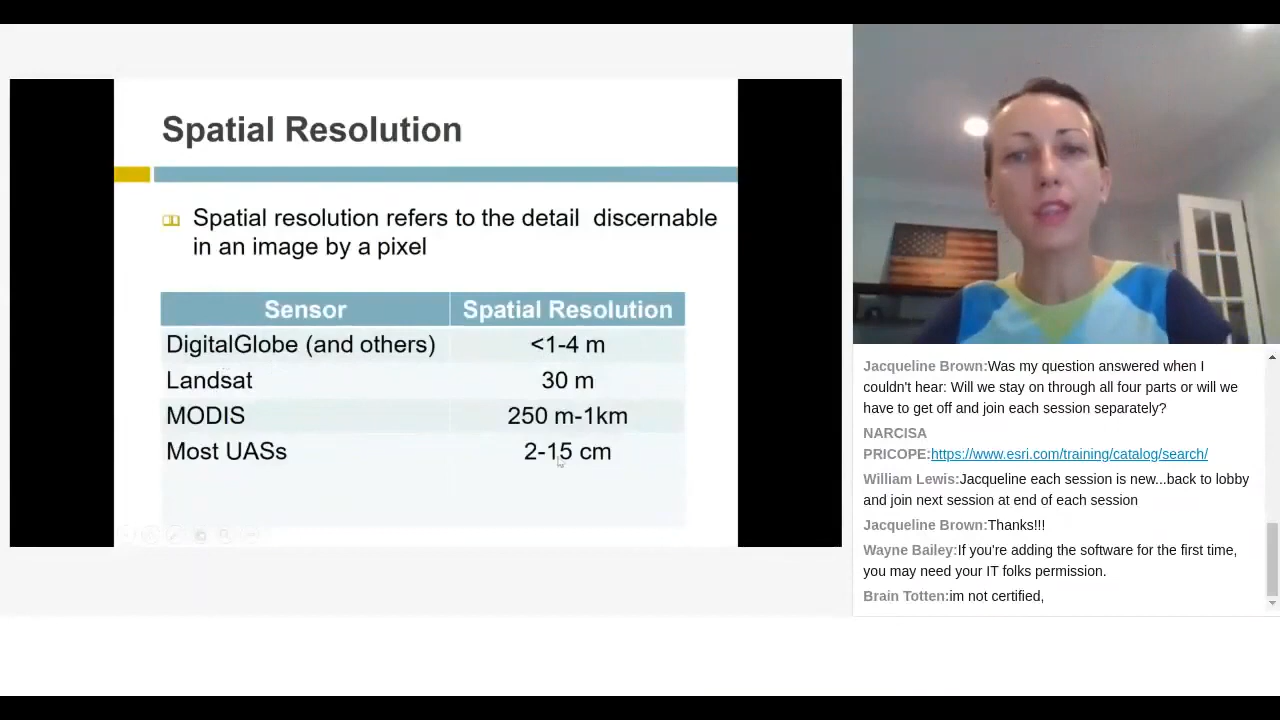 Spatial Resolution
Spatial resolution refers to the detail discernable
in an image by a pixel
Sensor Spatial Resolution
DigitalGlobe (and others) <1-4 m
Landsat 30 m
MODIS 250 m-1km
Most UASs 2-15 cm
Jacqueline Brown:Was my question answered when I
couldn't hear: Will we stay on through all four parts or will we
have to get off and join each session separately?
NARCISA
PRICOPE:https://www.esri.com/training/catalog/search/
William Lewis:Jacqueline each session is new...back to lobby
and join next session at end of each session
Jacqueline Brown:Thanks!!!
Wayne Bailey:If you're adding the software for the first time,
you may need your IT folks permission.
Brain Totten:im not certified,